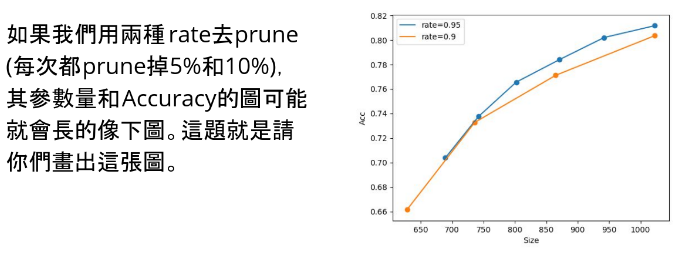 如果我們用兩種rate去prune
(每次都prune掉5%和10%),
其參數量和Accuracy的圖可能
就會長的像下圖。這題就是請
你們畫出這張圖。
rate=0.95
rate=0.9
0.82
0.80
0.78
0.76
0.74
0.72
0.70
0.68
0.66
Acc
650 700 750 800 850 900 950 1000
Size